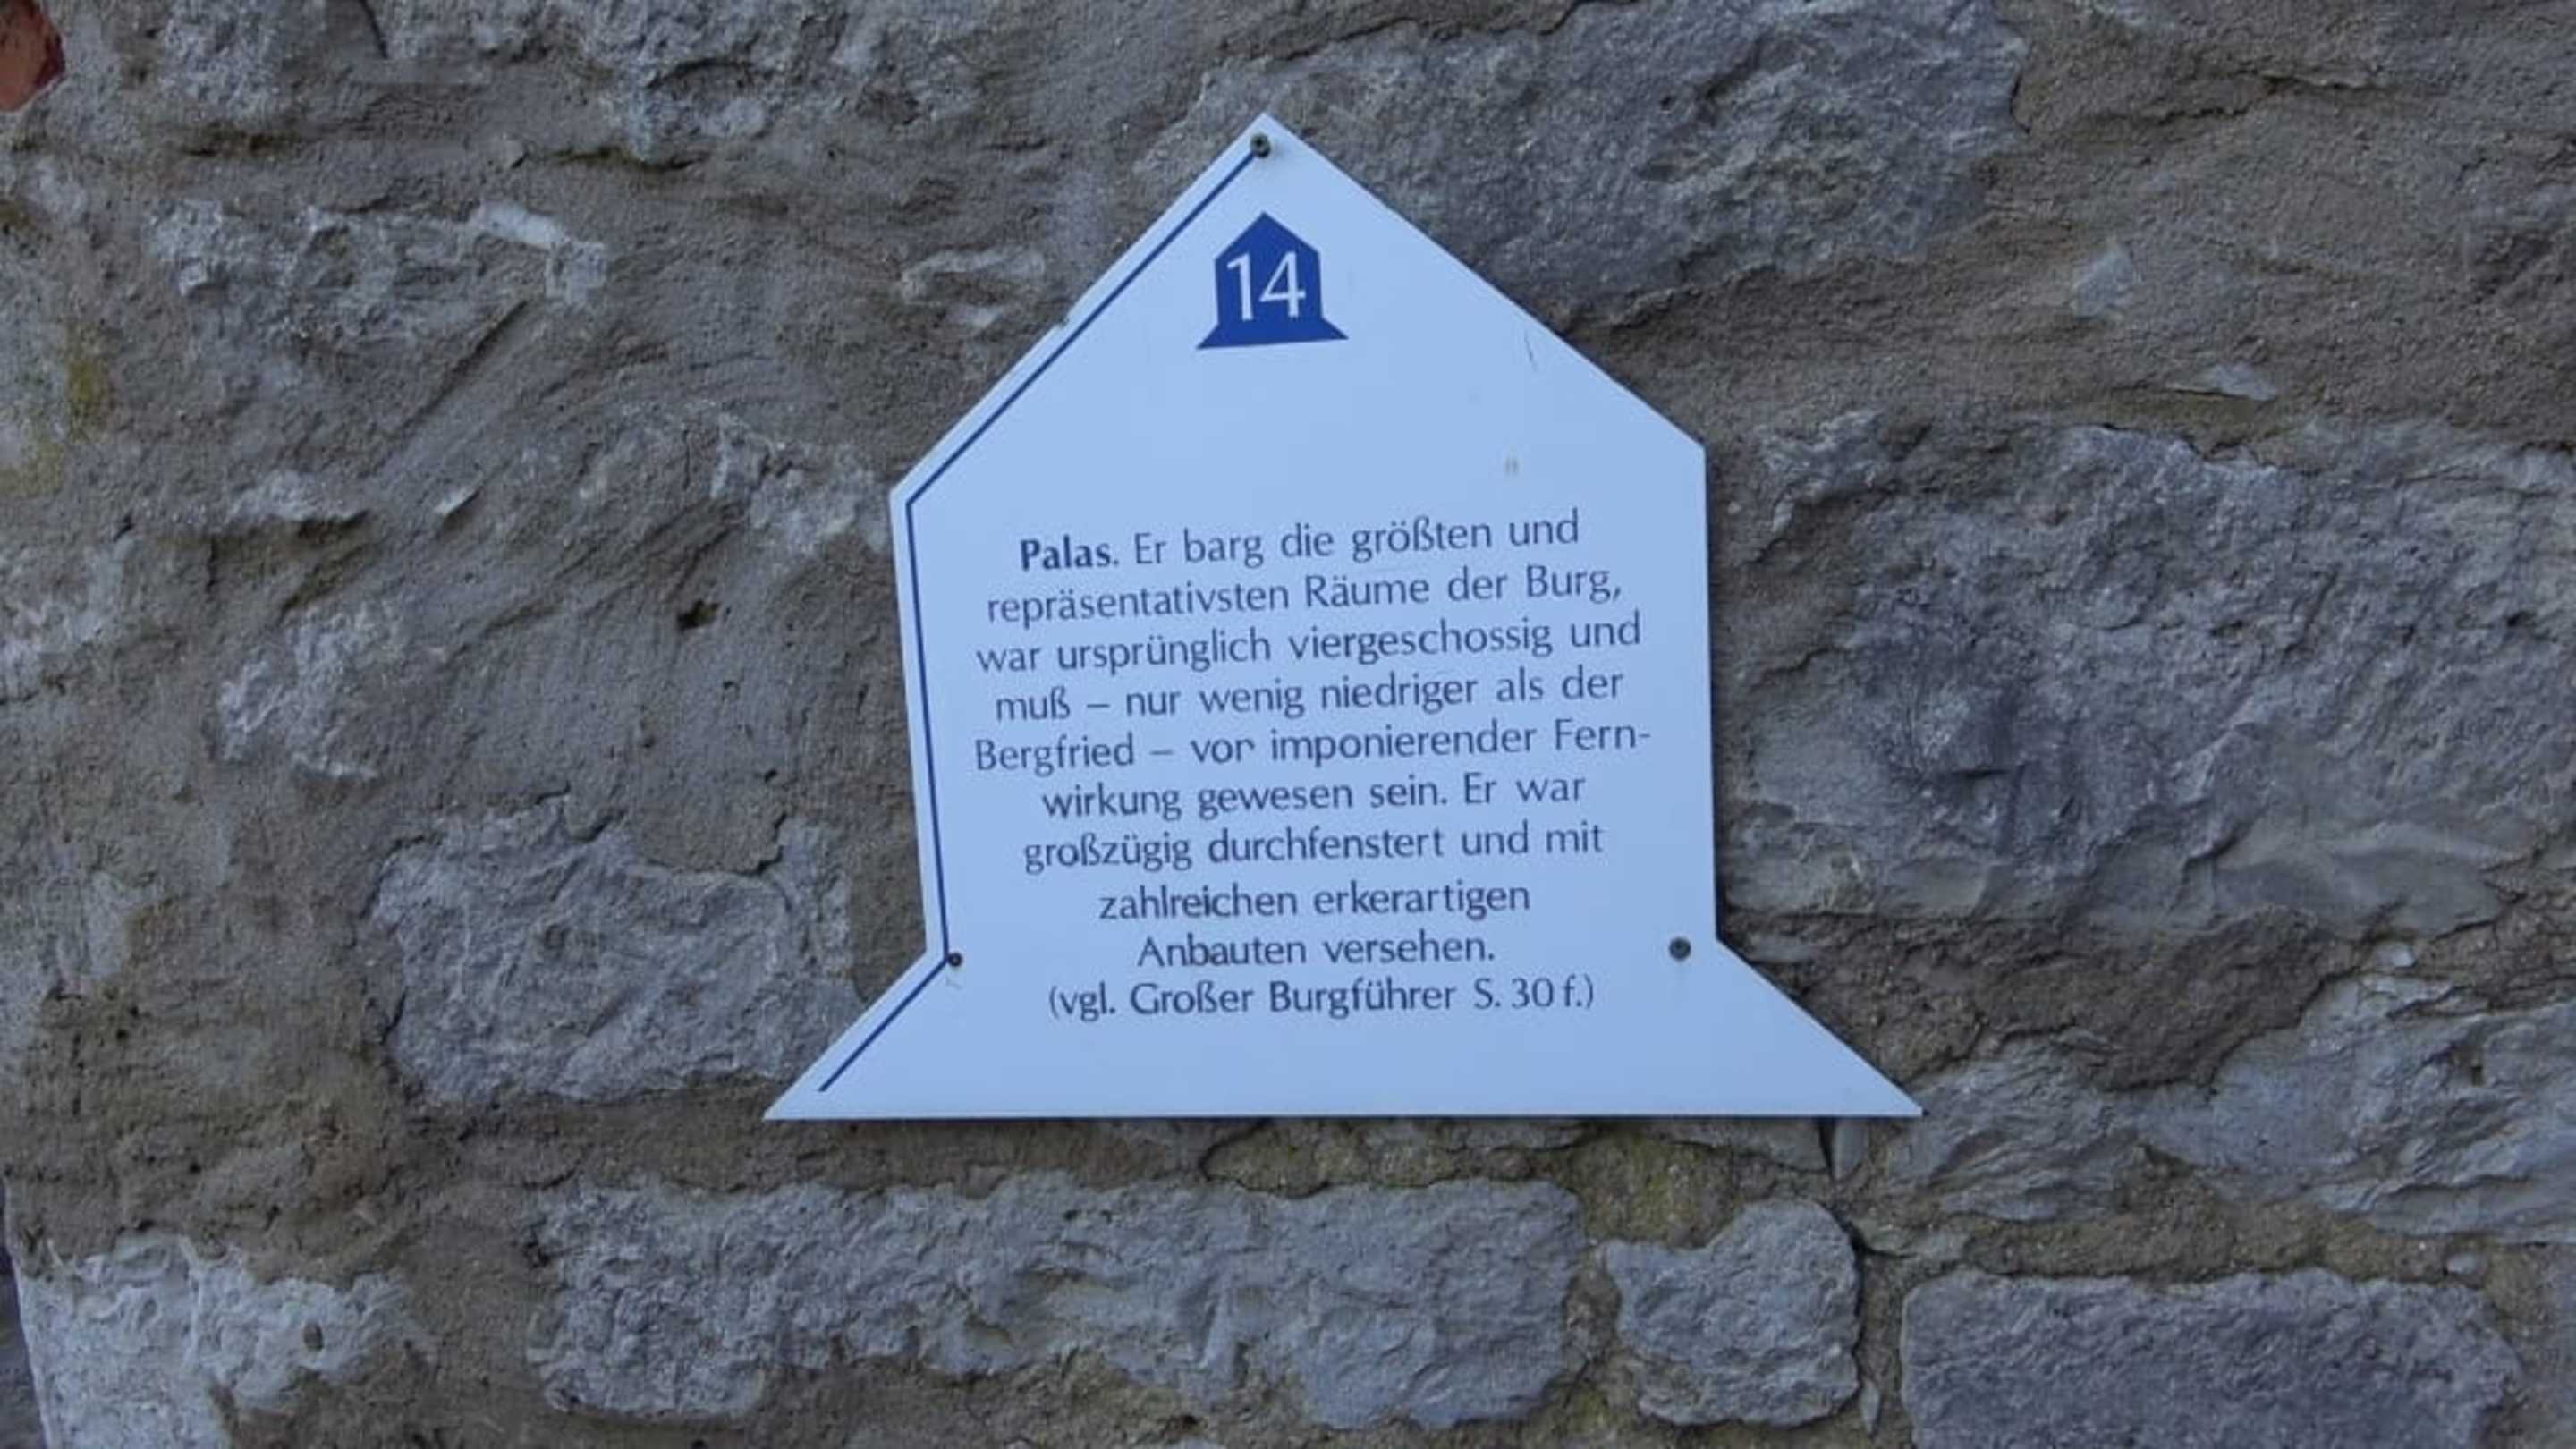 14
Palas. Er barg die größten und
repräsentativsten Räume der Burg,
war ursprünglich viergeschossig und
muß – nur wenig niedriger als der
Bergfried – von imponierender Fern-
wirkung gewesen sein. Er war
großzügig durchfenstert und mit
zahlreichen erkerartigen
Anbauten versehen.
(vgl. Großer Burgführer S. 30 f.)